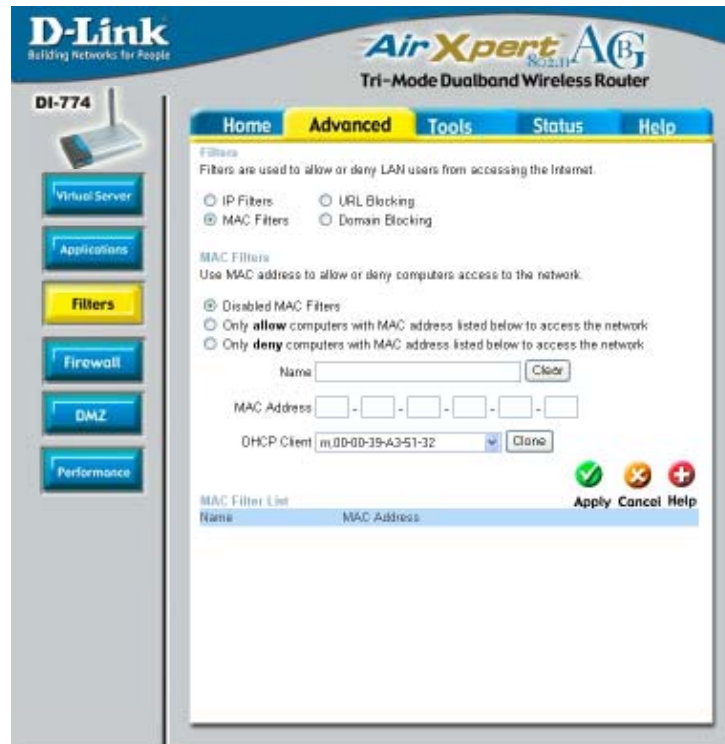 D-Link
Building Networks for People
Air Xpert ABG
802.11
Tri-Mode Dualband Wireless Router
DI-774
Home Advanced Tools Status Help
Filters
Filters are used to allow or deny LAN users from accessing the Internet.
IP Filters URL Blocking
MAC Filters Domain Blocking
MAC Filters
Use MAC address to allow or deny computers access to the network.
Disabled MAC Filters
Only allow computers with MAC address listed below to access the network
Only deny computers with MAC address listed below to access the network
Name Clear
MAC Address - - - - -
DHCP Client m,00-00-39-A3-51-32 Clone
Apply Cancel Help
MAC Filter List
Name MAC Address
Virtual Server
Applications
Filters
Firewall
DMZ
Performance